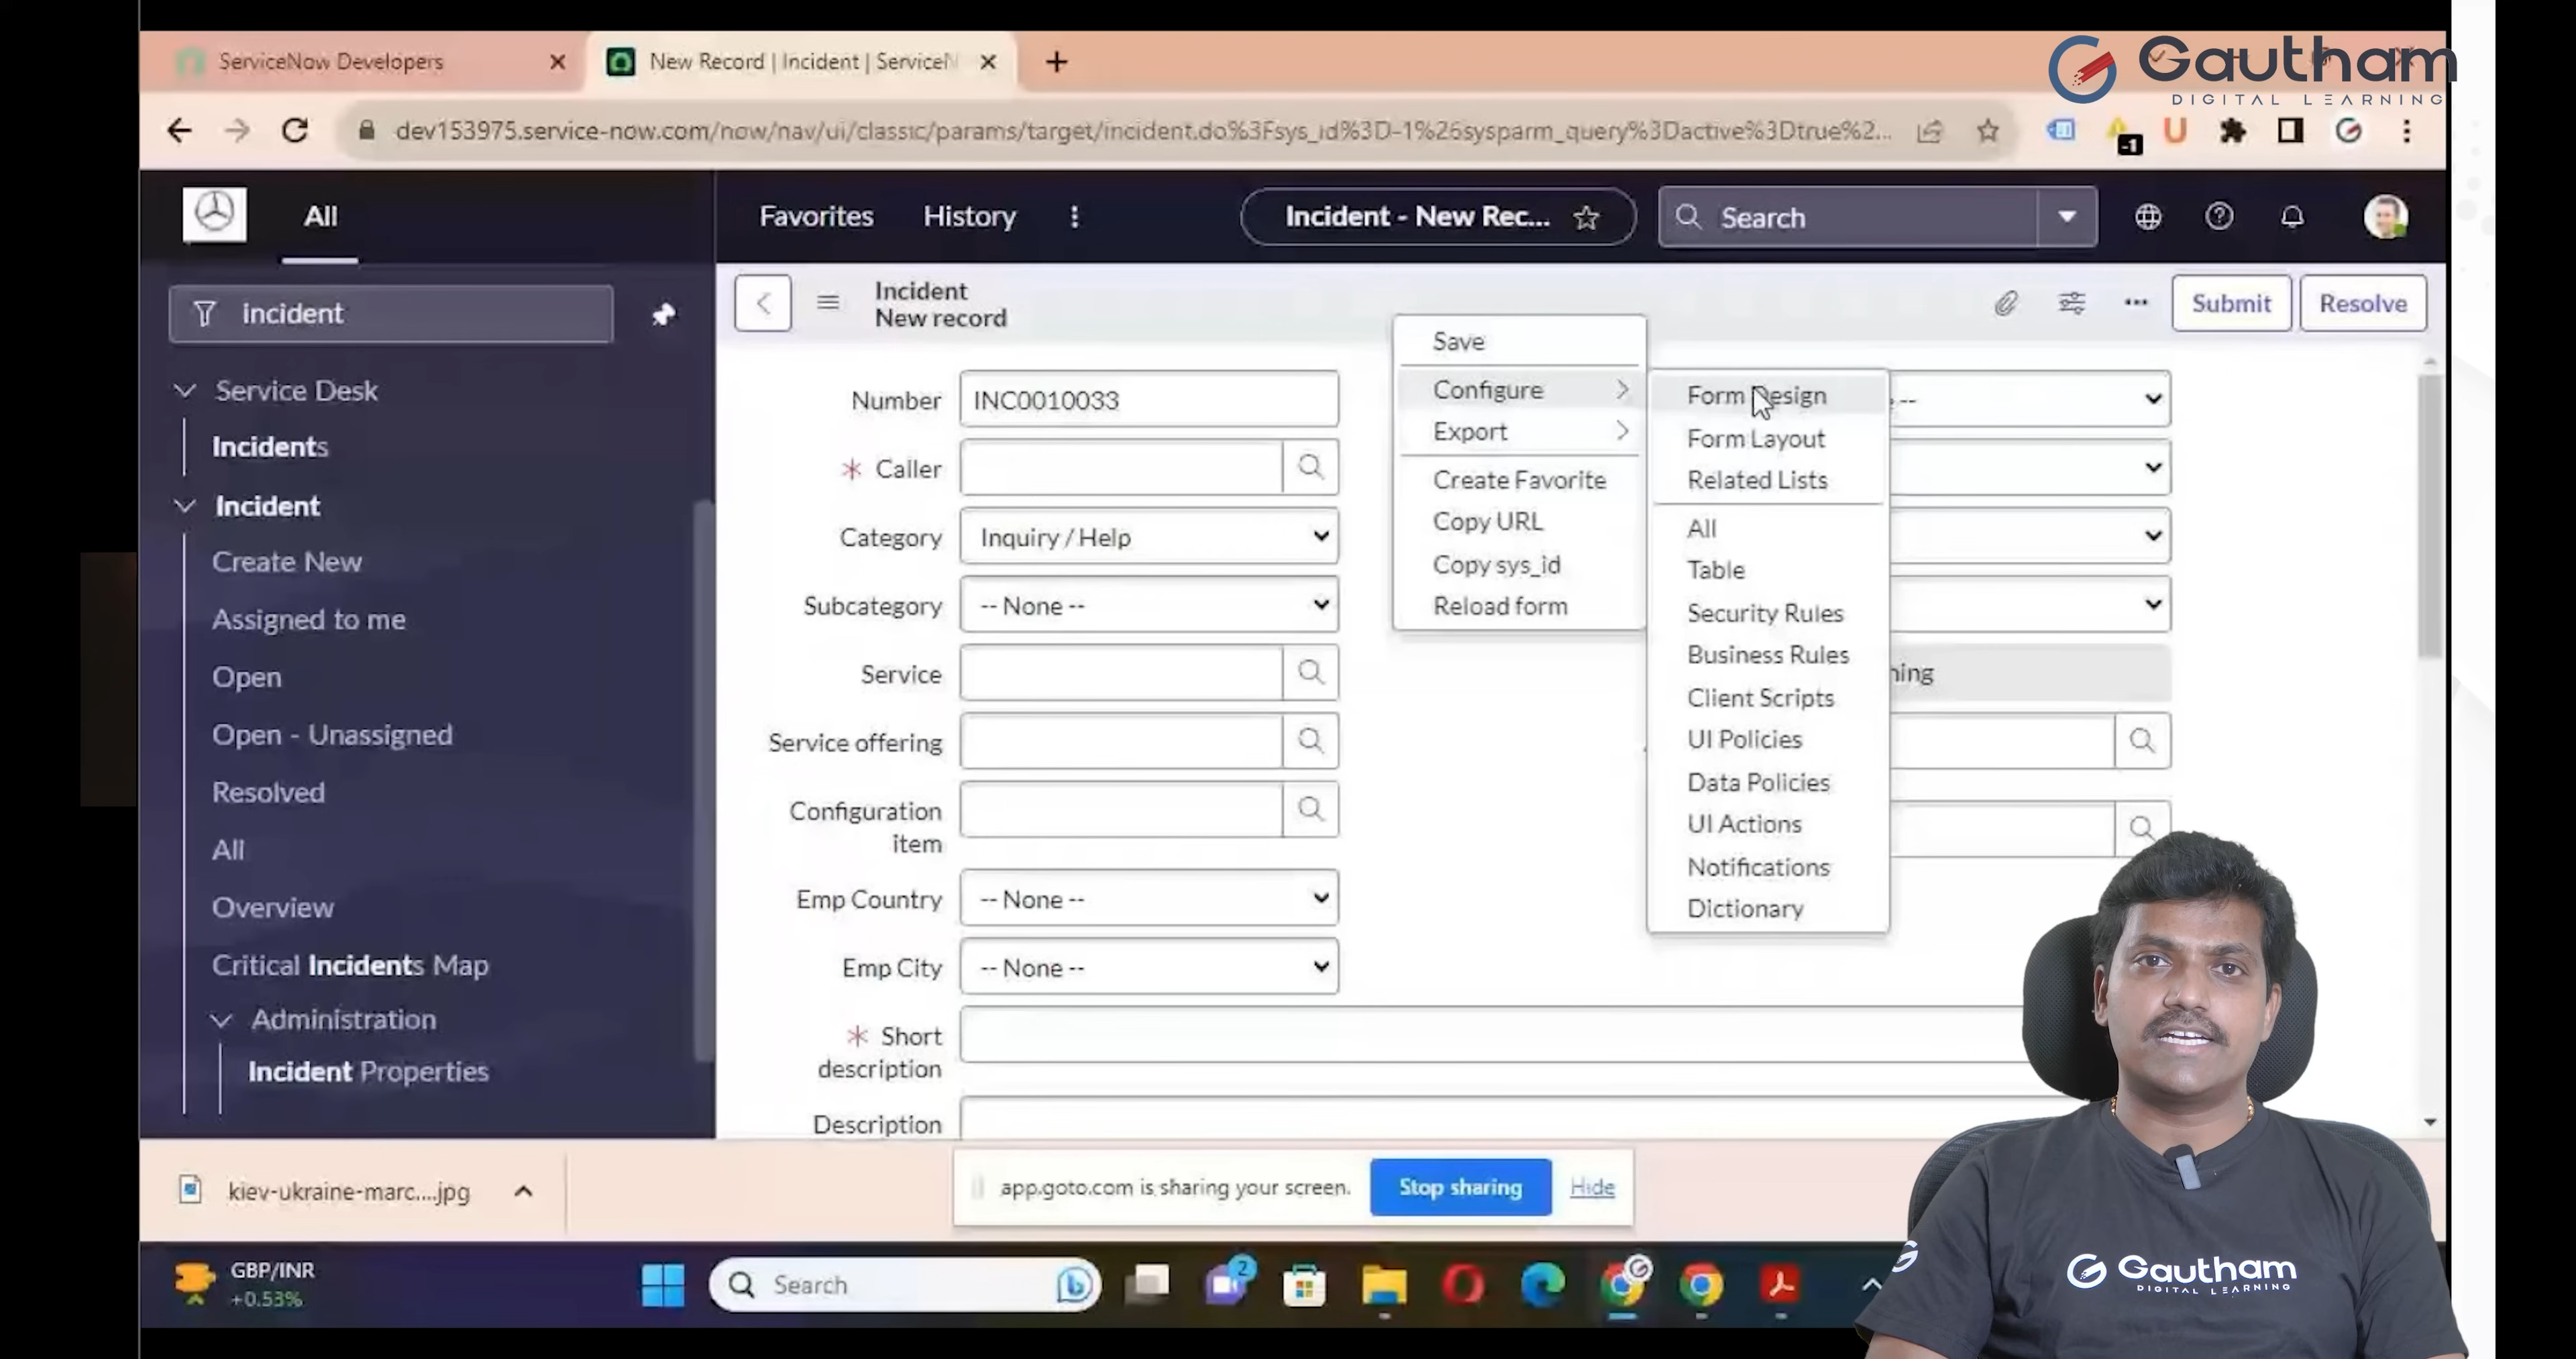 ServiceNow Developers
New Record | Incident | ServiceN
Gautham
DIGITAL LEARNING
dev153975.service-now.com/now/nav/ui/classic/params/target/incident.do%3Fsys_id%3D-1%26sysparm_query%3Dactive%3Dtrue%2...
-1
All
Favorites
History
Incident - New Rec...
Search
incident
Incident
New record
Submit
Resolve
Service Desk
Incidents
Incident
Create New
Assigned to me
Open
Open - Unassigned
Resolved
All
Overview
Critical Incidents Map
Administration
Incident Properties
Number
INC0010033
Caller
Category
Inquiry / Help
Subcategory
-- None --
Service
Service offering
Configuration
item
Emp Country
-- None --
Emp City
-- None --
Short
description
Description
Save
Configure
Export
Create Favorite
Copy URL
Copy sys_id
Reload form
Form Design
Form Layout
Related Lists
All
Table
Security Rules
Business Rules
Client Scripts
UI Policies
Data Policies
UI Actions
Notifications
Dictionary
--
kiev-ukraine-marc....jpg
app.goto.com is sharing your screen.
Stop sharing
Hide
GBP/INR
+0.53%
Search
2
Gautham
DIGITAL LEARNING